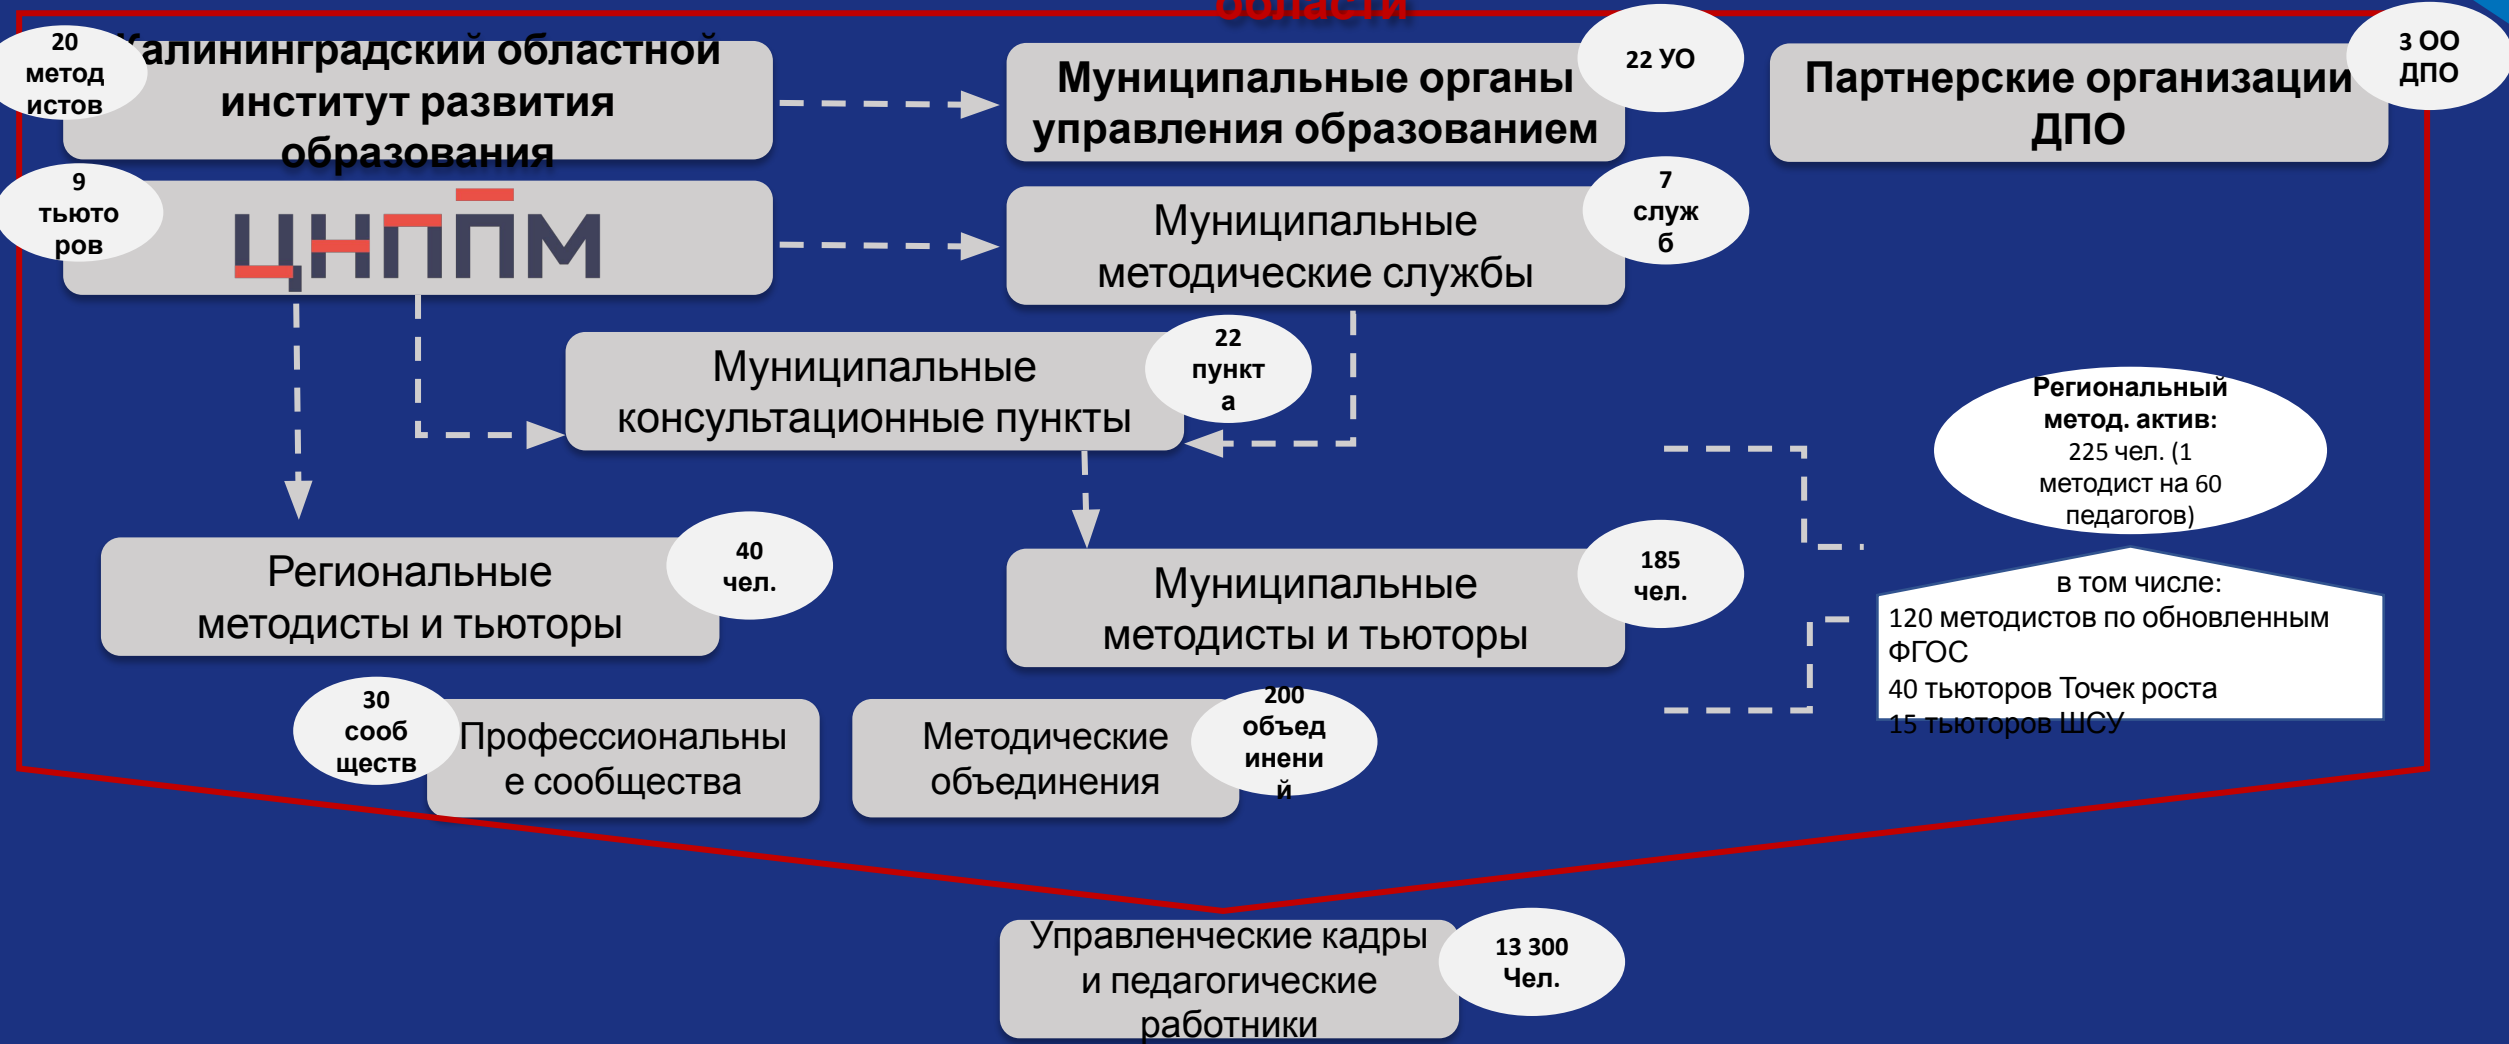 области
20
метод
истов
Калининградский областной
институт развития
образования
22 УО
Муниципальные органы
управления образованием
3 ОО
ДПО
Партнерские организации
ДПО
9
тьюто
ров
ЦНППМ
7
служ
б
Муниципальные
методические службы
22
пункт
а
Муниципальные
консультационные пункты
Региональный
метод. актив:
225 чел. (1
методист на 60
педагогов)
40
чел.
Региональные
методисты и тьюторы
185
чел.
Муниципальные
методисты и тьюторы
в том числе:
120 методистов по обновленным
ФГОС
40 тьюторов Точек роста
15 тьюторов ШСУ
30
сооб
ществ
Профессиональны
е сообщества
200
объед
инени
й
Методические
объединения
Управленческие кадры
и педагогические
работники
13 300
Чел.